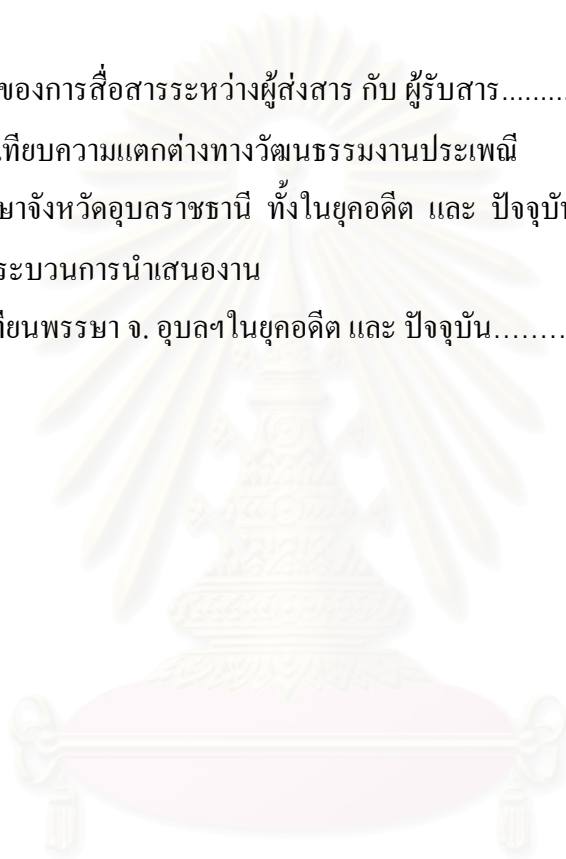 ของการสื่อสารระหว่างผู้ส่งสาร กับ ผู้รับสาร.........
เทียบความแตกต่างทางวัฒนธรรมงานประเพณี
ษาจังหวัดอุบลราชธานี ทั้งในยุคอดีต และ ปัจจุบัน
ระบวนการนำเสนองาน
ทียนพรรษา จ. อุบลฯในยุคอดีต และ ปัจจุบัน.........